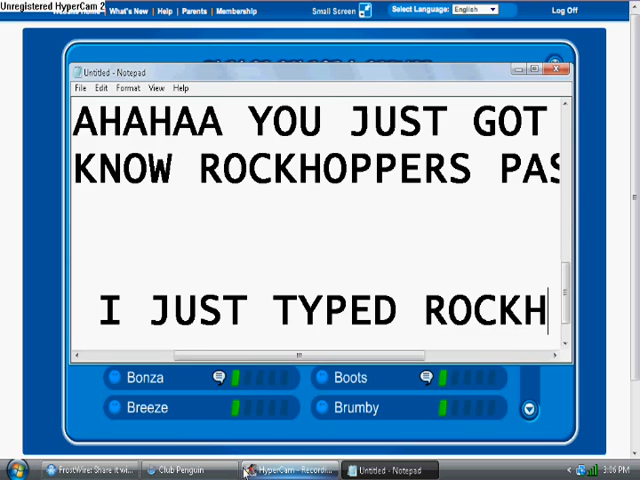 Unregistered HyperCam 2
What's New | Help | Parents | Membership
Small Screen
Select Language: English
Log Off
Untitled - Notepad
File Edit Format View Help
AHAHAA YOU JUST GOT
KNOW ROCKHOPPERS PAS
I JUST TYPED ROCKH
Bonza Boots
Breeze Brumby
FrostWire: Share it wi... Club Penguin HyperCam - Recordi... Untitled - Notepad 3:06 PM